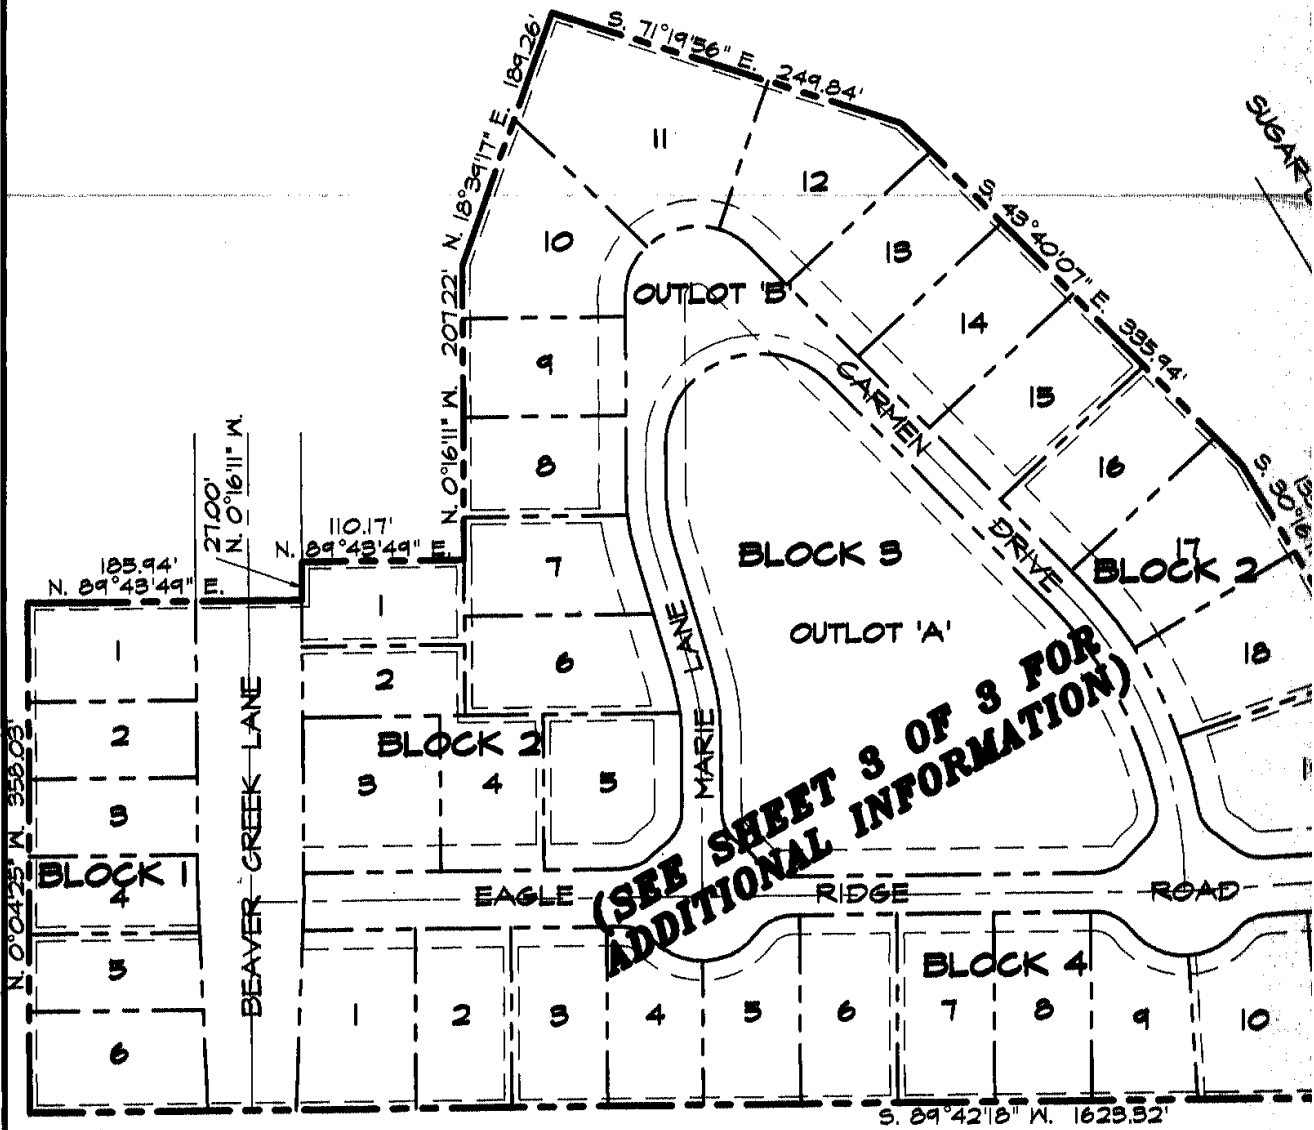 S. 71°19'56" E. 249.84'
N. 18°39'17" E. 189.26'
SUGAR
11
12
S. 43°40'07" E. 335.94'
10
13
OUTLOT 'B'
14
N. 0°16'11" W. 207.22'
9
CARMEN DRIVE
15
8
16
S. 30°16'
27.00'
N. 0°16'11" W.
110.17'
N. 89°43'49" E.
185.94'
N. 89°43'49" E.
7
BLOCK 3
17
BLOCK 2
1
1
OUTLOT 'A'
6
18
2
MARIE LANE
2
BLOCK 2
3
4
5
3
N. 0°04'25" W. 358.03'
BEAVER CREEK LANE
BLOCK 1
4
(SEE SHEET 3 OF 3 FOR
ADDITIONAL INFORMATION)
EAGLE RIDGE ROAD
5
BLOCK 4
6
1
2
3
4
5
6
7
8
9
10
S. 89°42'18" W. 1623.32'